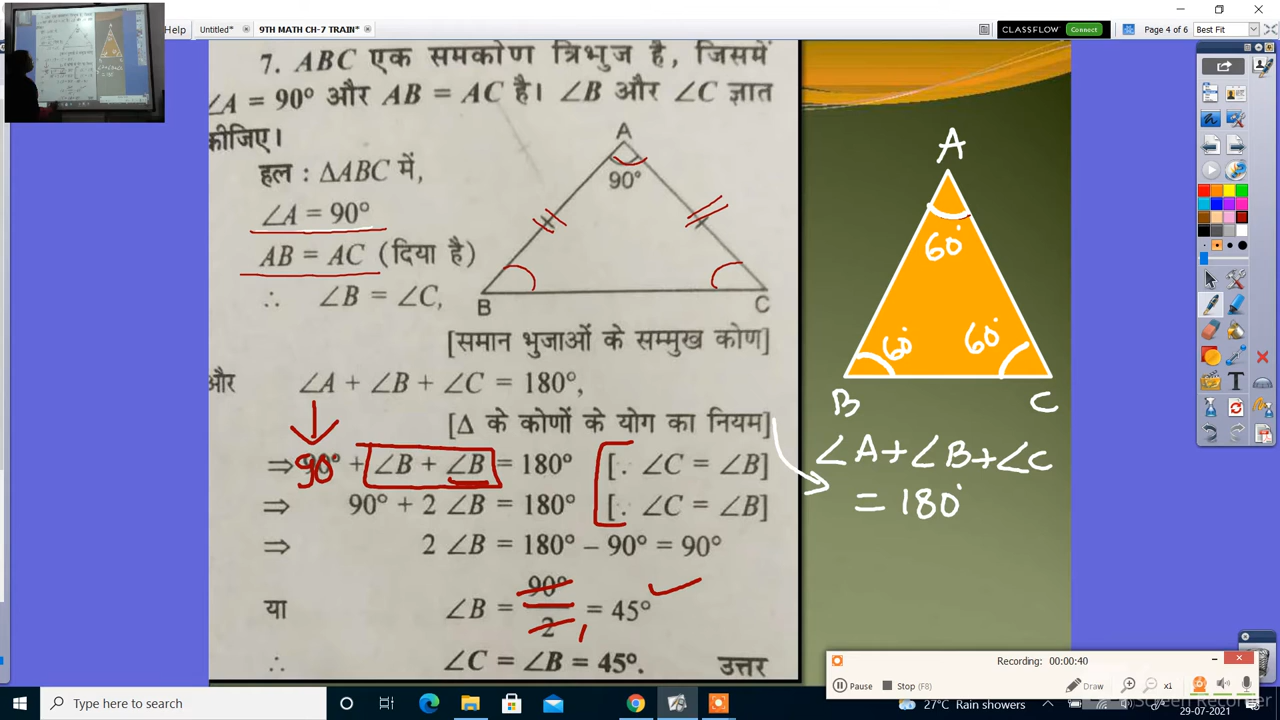 Help
Untitled*
9TH MATH CH-7 TRAIN*
CLASSFLOW
Connect
Page 4 of 6
Best Fit
7. ABC एक समकोण त्रिभुज है, जिसमें
∠A = 90° और AB = AC है। ∠B और ∠C ज्ञात
कीजिए।
हल : ΔABC में,
∠A = 90°
AB = AC (दिया है)
∴ ∠B = ∠C,
[समान भुजाओं के सम्मुख कोण]
A
90°
B
C
और ∠A + ∠B + ∠C = 180°,
[Δ के कोणों के योग का नियम]
⇒ 90° + ∠B + ∠B = 180° [∵ ∠C = ∠B]
⇒ 90° + 2 ∠B = 180° [∵ ∠C = ∠B]
⇒ 2 ∠B = 180° – 90° = 90°
या ∠B = 90°/2 = 45°
∴ ∠C = ∠B = 45°. उत्तर
A
60°
60° 60°
B C
∠A+∠B+∠C
= 180°
Recording: 00:00:40
Pause
Stop (F8)
Draw
x1
Screen Recorder
Type here to search
27°C Rain showers
29-07-2021